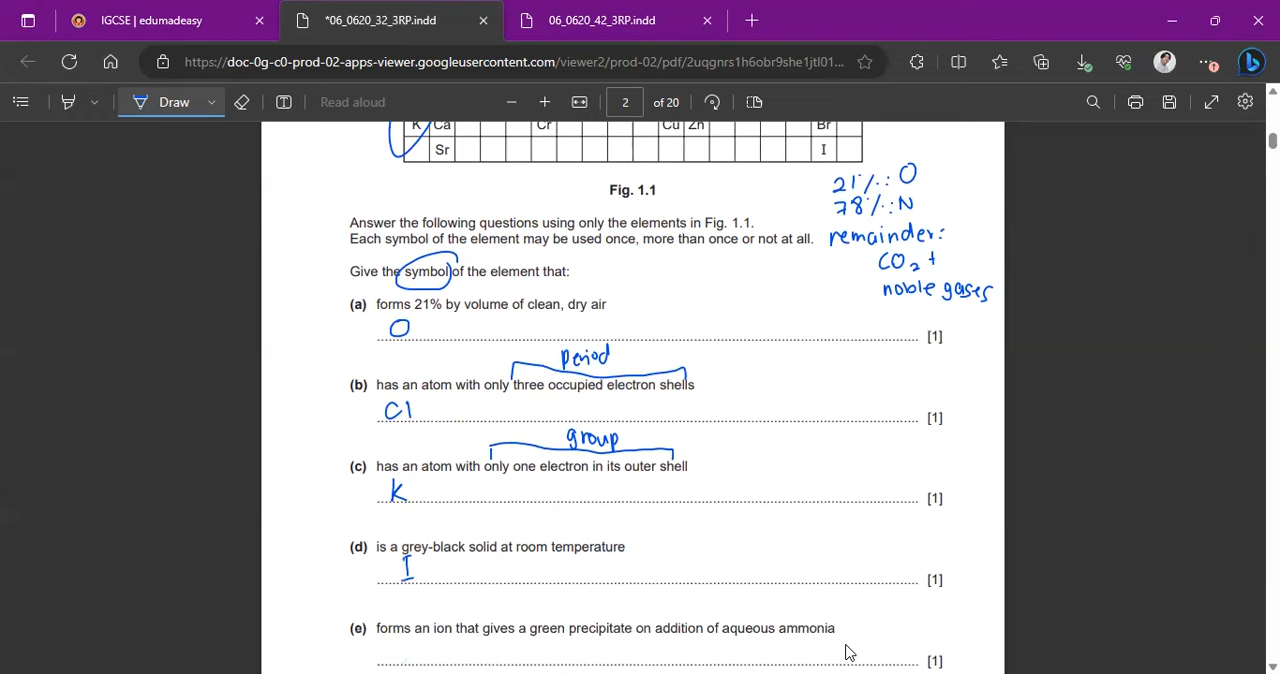 IGCSE | edumadeasy
*06_0620_32_3RP.indd
06_0620_42_3RP.indd
https://doc-0g-c0-prod-02-apps-viewer.googleusercontent.com/viewer2/prod-02/pdf/2uqgnrs1h6obr9she1jtl01...
Draw
Read aloud
2 of 20
K Ca Cr Cu Zn Br
Sr I
Fig. 1.1
21% : O
78% : N
remainder:
CO2 +
noble gases
Answer the following questions using only the elements in Fig. 1.1.
Each symbol of the element may be used once, more than once or not at all.
Give the symbol of the element that:
(a) forms 21% by volume of clean, dry air
O
[1]
period
(b) has an atom with only three occupied electron shells
Cl
[1]
group
(c) has an atom with only one electron in its outer shell
K
[1]
(d) is a grey-black solid at room temperature
I
[1]
(e) forms an ion that gives a green precipitate on addition of aqueous ammonia
[1]